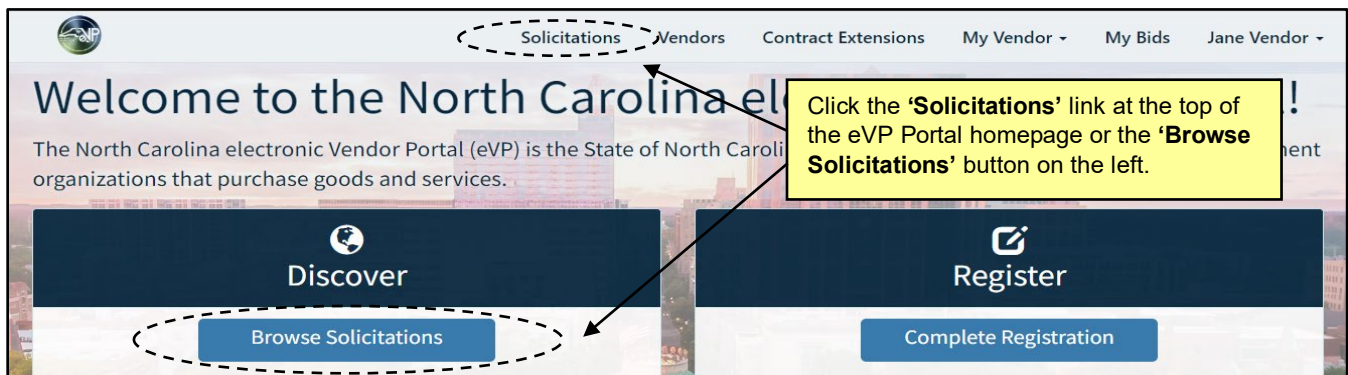 eVP
Solicitations Vendors Contract Extensions My Vendor My Bids Jane Vendor
Welcome to the North Carolina el !
The North Carolina electronic Vendor Portal (eVP) is the State of North Caroli ment
organizations that purchase goods and services.
Click the ‘Solicitations’ link at the top of
the eVP Portal homepage or the ‘Browse
Solicitations’ button on the left.
Discover
Browse Solicitations
Register
Complete Registration